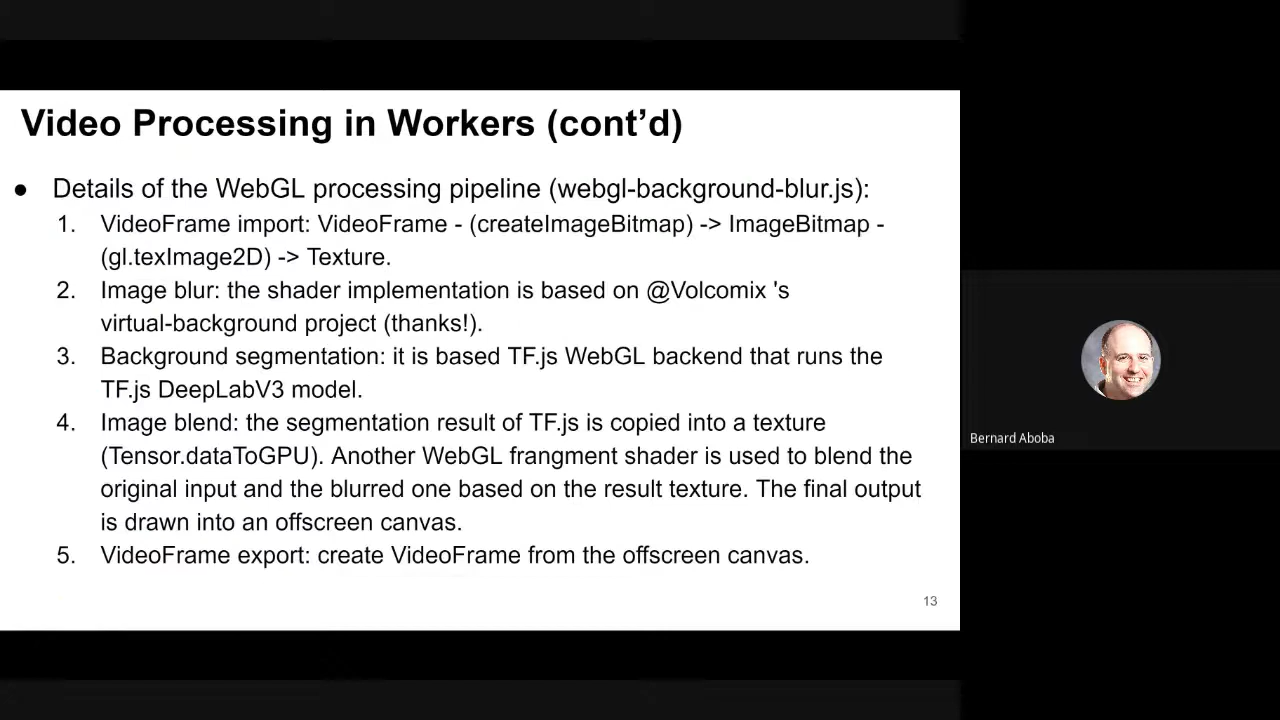 Video Processing in Workers (cont’d)
● Details of the WebGL processing pipeline (webgl-background-blur.js):
1. VideoFrame import: VideoFrame - (createImageBitmap) -> ImageBitmap -
(gl.texImage2D) -> Texture.
2. Image blur: the shader implementation is based on @Volcomix 's
virtual-background project (thanks!).
3. Background segmentation: it is based TF.js WebGL backend that runs the
TF.js DeepLabV3 model.
4. Image blend: the segmentation result of TF.js is copied into a texture
(Tensor.dataToGPU). Another WebGL frangment shader is used to blend the
original input and the blurred one based on the result texture. The final output
is drawn into an offscreen canvas.
5. VideoFrame export: create VideoFrame from the offscreen canvas.
13
Bernard Aboba